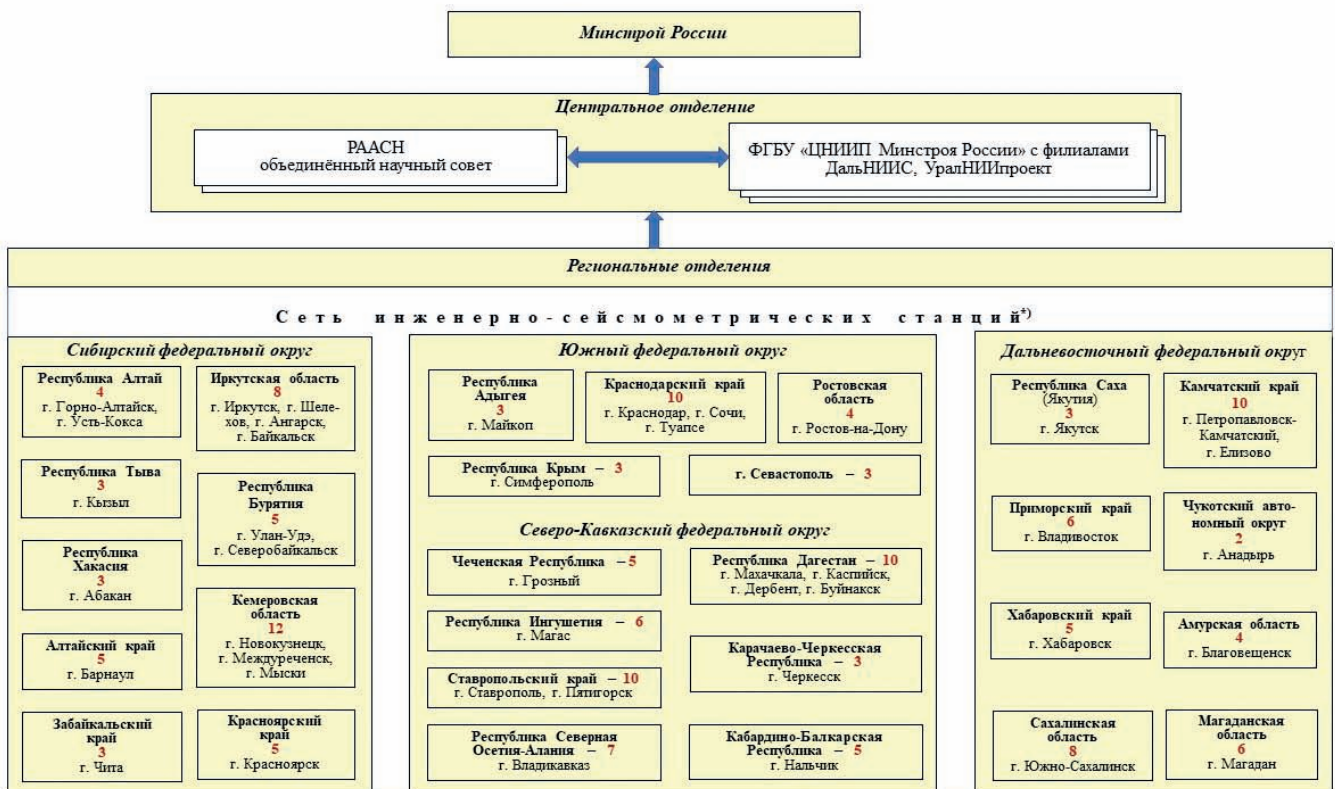 Минстрой России
Центральное отделение
РААСН
объединённый научный совет
ФГБУ «ЦНИИП Минстроя России» с филиалами
ДальНИИС, УралНИИпроект
Региональные отделения
Сеть инженерно-сейсмометрических станций*)
Сибирский федеральный округ
Республика Алтай
4
г. Горно-Алтайск,
г. Усть-Кокса
Иркутская область
8
г. Иркутск, г. Шеле-
хов, г. Ангарск,
г. Байкальск
Республика Тыва
3
г. Кызыл
Республика
Бурятия
5
г. Улан-Удэ,
г. Северобайкальск
Республика
Хакасия
3
г. Абакан
Кемеровская
область
12
г. Новокузнецк,
г. Междуреченск,
г. Мыски
Алтайский край
5
г. Барнаул
Забайкальский
край
3
г. Чита
Красноярский
край
5
г. Красноярск
Южный федеральный округ
Республика
Адыгея
3
г. Майкоп
Краснодарский край
10
г. Краснодар, г. Сочи,
г. Туапсе
Ростовская
область
4
г. Ростов-на-Дону
Республика Крым – 3
г. Симферополь
г. Севастополь – 3
Северо-Кавказский федеральный округ
Чеченская Республика – 5
г. Грозный
Республика Дагестан – 10
г. Махачкала, г. Каспийск,
г. Дербент, г. Буйнакск
Республика Ингушетия – 6
г. Магас
Карачаево-Черкесская
Республика – 3
г. Черкесск
Ставропольский край – 10
г. Ставрополь, г. Пятигорск
Республика Северная
Осетия-Алания – 7
г. Владикавказ
Кабардино-Балкарская
Республика – 5
г. Нальчик
Дальневосточный федеральный округ
Республика Саха
(Якутия)
3
г. Якутск
Камчатский край
10
г. Петропавловск-
Камчатский,
г. Елизово
Приморский край
6
г. Владивосток
Чукотский авто-
номный округ
2
г. Анадырь
Хабаровский край
5
г. Хабаровск
Амурская область
4
г. Благовещенск
Сахалинская
область
8
г. Южно-Сахалинск
Магаданская
область
6
г. Магадан